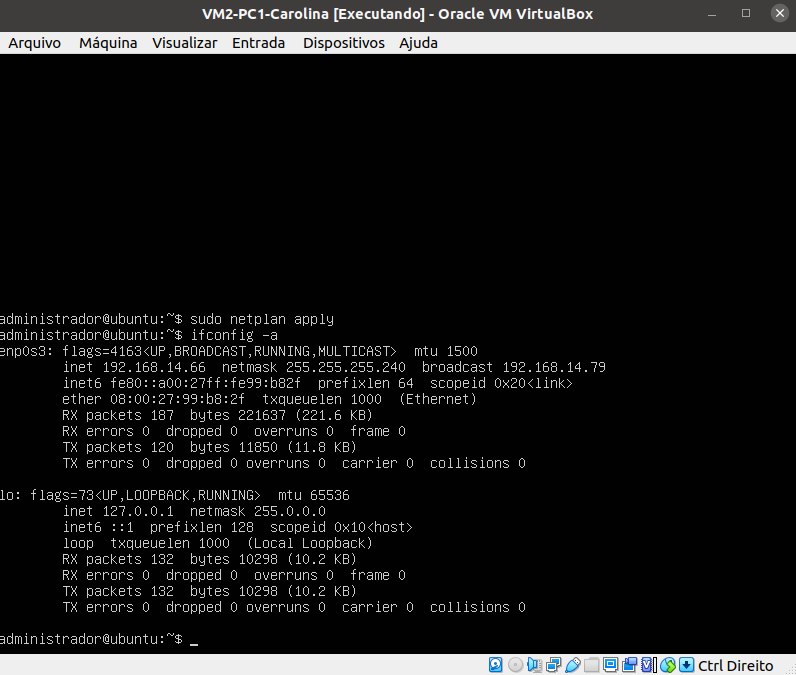 VM2-PC1-Carolina [Executando] - Oracle VM VirtualBox
Arquivo Máquina Visualizar Entrada Dispositivos Ajuda
administrador@ubuntu:~$ sudo netplan apply
administrador@ubuntu:~$ ifconfig -a
enp0s3: flags=4163<UP,BROADCAST,RUNNING,MULTICAST>  mtu 1500
        inet 192.168.14.66  netmask 255.255.255.240  broadcast 192.168.14.79
        inet6 fe80::a00:27ff:fe99:b82f  prefixlen 64  scopeid 0x20<link>
        ether 08:00:27:99:b8:2f  txqueuelen 1000  (Ethernet)
        RX packets 187  bytes 221637 (221.6 KB)
        RX errors 0  dropped 0  overruns 0  frame 0
        TX packets 120  bytes 11850 (11.8 KB)
        TX errors 0  dropped 0 overruns 0  carrier 0  collisions 0
lo: flags=73<UP,LOOPBACK,RUNNING>  mtu 65536
        inet 127.0.0.1  netmask 255.0.0.0
        inet6 ::1  prefixlen 128  scopeid 0x10<host>
        loop  txqueuelen 1000  (Local Loopback)
        RX packets 132  bytes 10298 (10.2 KB)
        RX errors 0  dropped 0  overruns 0  frame 0
        TX packets 132  bytes 10298 (10.2 KB)
        TX errors 0  dropped 0 overruns 0  carrier 0  collisions 0
administrador@ubuntu:~$ _
Ctrl Direito